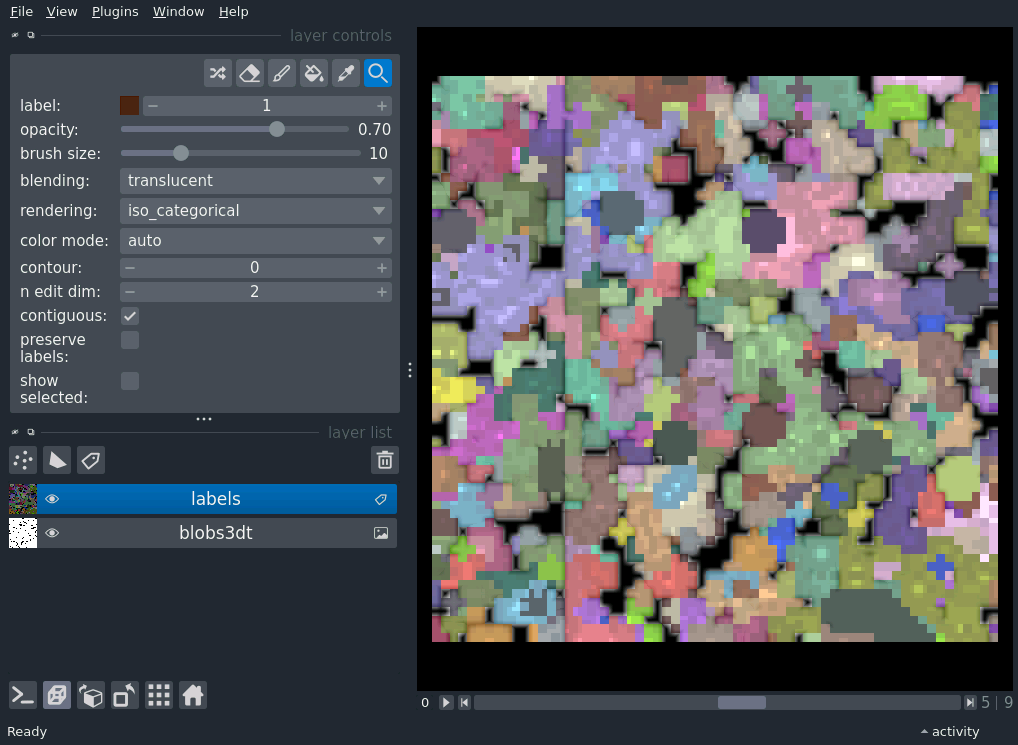 File View Plugins Window Help
layer controls
label: 1
opacity: 0.70
brush size: 10
blending: translucent
rendering: iso_categorical
color mode: auto
contour: 0
n edit dim: 2
contiguous:
preserve
labels:
show
selected:
layer list
labels
blobs3dt
0 5 | 9
Ready activity